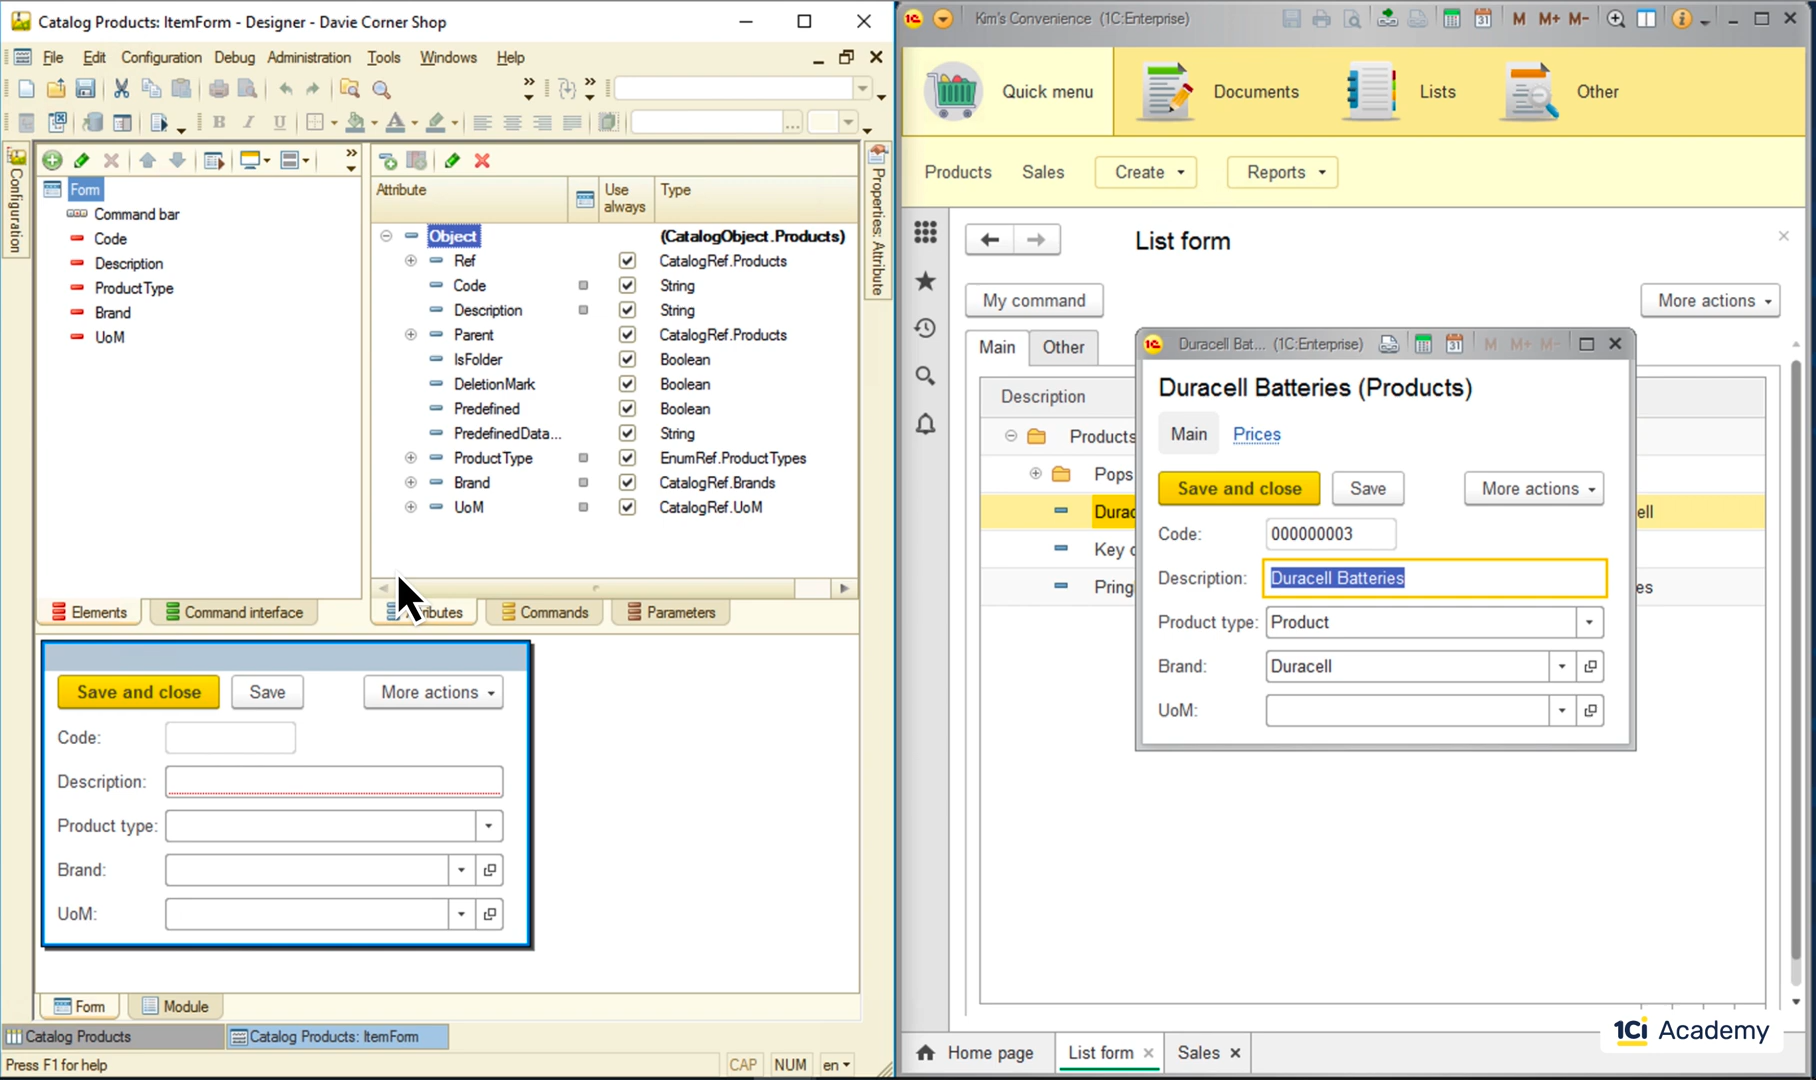 Catalog Products: ItemForm - Designer - Davie Corner Shop
File Edit Configuration Debug Administration Tools Windows Help
B I U
Configuration
Form
Command bar
Code
Description
ProductType
Brand
UoM
Elements Command interface
Attribute Use always Type
Object (CatalogObject.Products)
Ref CatalogRef.Products
Code String
Description String
Parent CatalogRef.Products
IsFolder Boolean
DeletionMark Boolean
Predefined Boolean
PredefinedData... String
ProductType EnumRef.ProductTypes
Brand CatalogRef.Brands
UoM CatalogRef.UoM
butes Commands Parameters
Properties: Attribute
Save and close Save More actions
Code:
Description:
Product type:
Brand:
UoM:
Form Module
Catalog Products Catalog Products: ItemForm
Press F1 for help CAP NUM en
Kim's Convenience (1C:Enterprise) 31 M M+ M-
Quick menu Documents Lists Other
Products Sales Create Reports
List form
My command More actions
Main Other
Description
Products
Pops
Durac ell
Key c
Pring es
Duracell Bat... (1C:Enterprise) 31 M M+ M-
Duracell Batteries (Products)
Main Prices
Save and close Save More actions
Code: 000000003
Description: Duracell Batteries
Product type: Product
Brand: Duracell
UoM:
1Ci Academy
Home page List form Sales